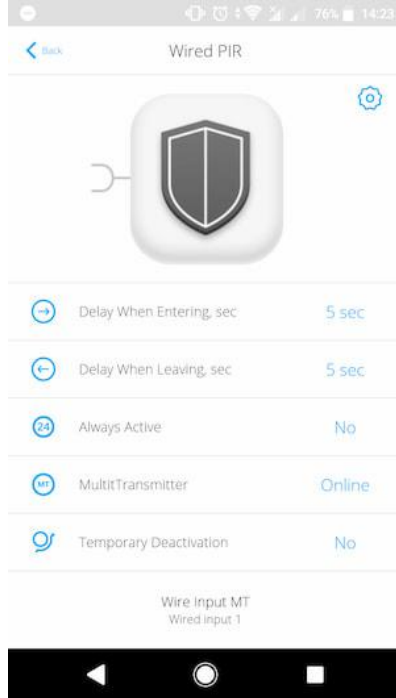 76% 14:23
Back Wired PIR
Delay When Entering, sec 5 sec
Delay When Leaving, sec 5 sec
24 Always Active No
MT MultitTransmitter Online
Temporary Deactivation No
Wire Input MT
Wired input 1